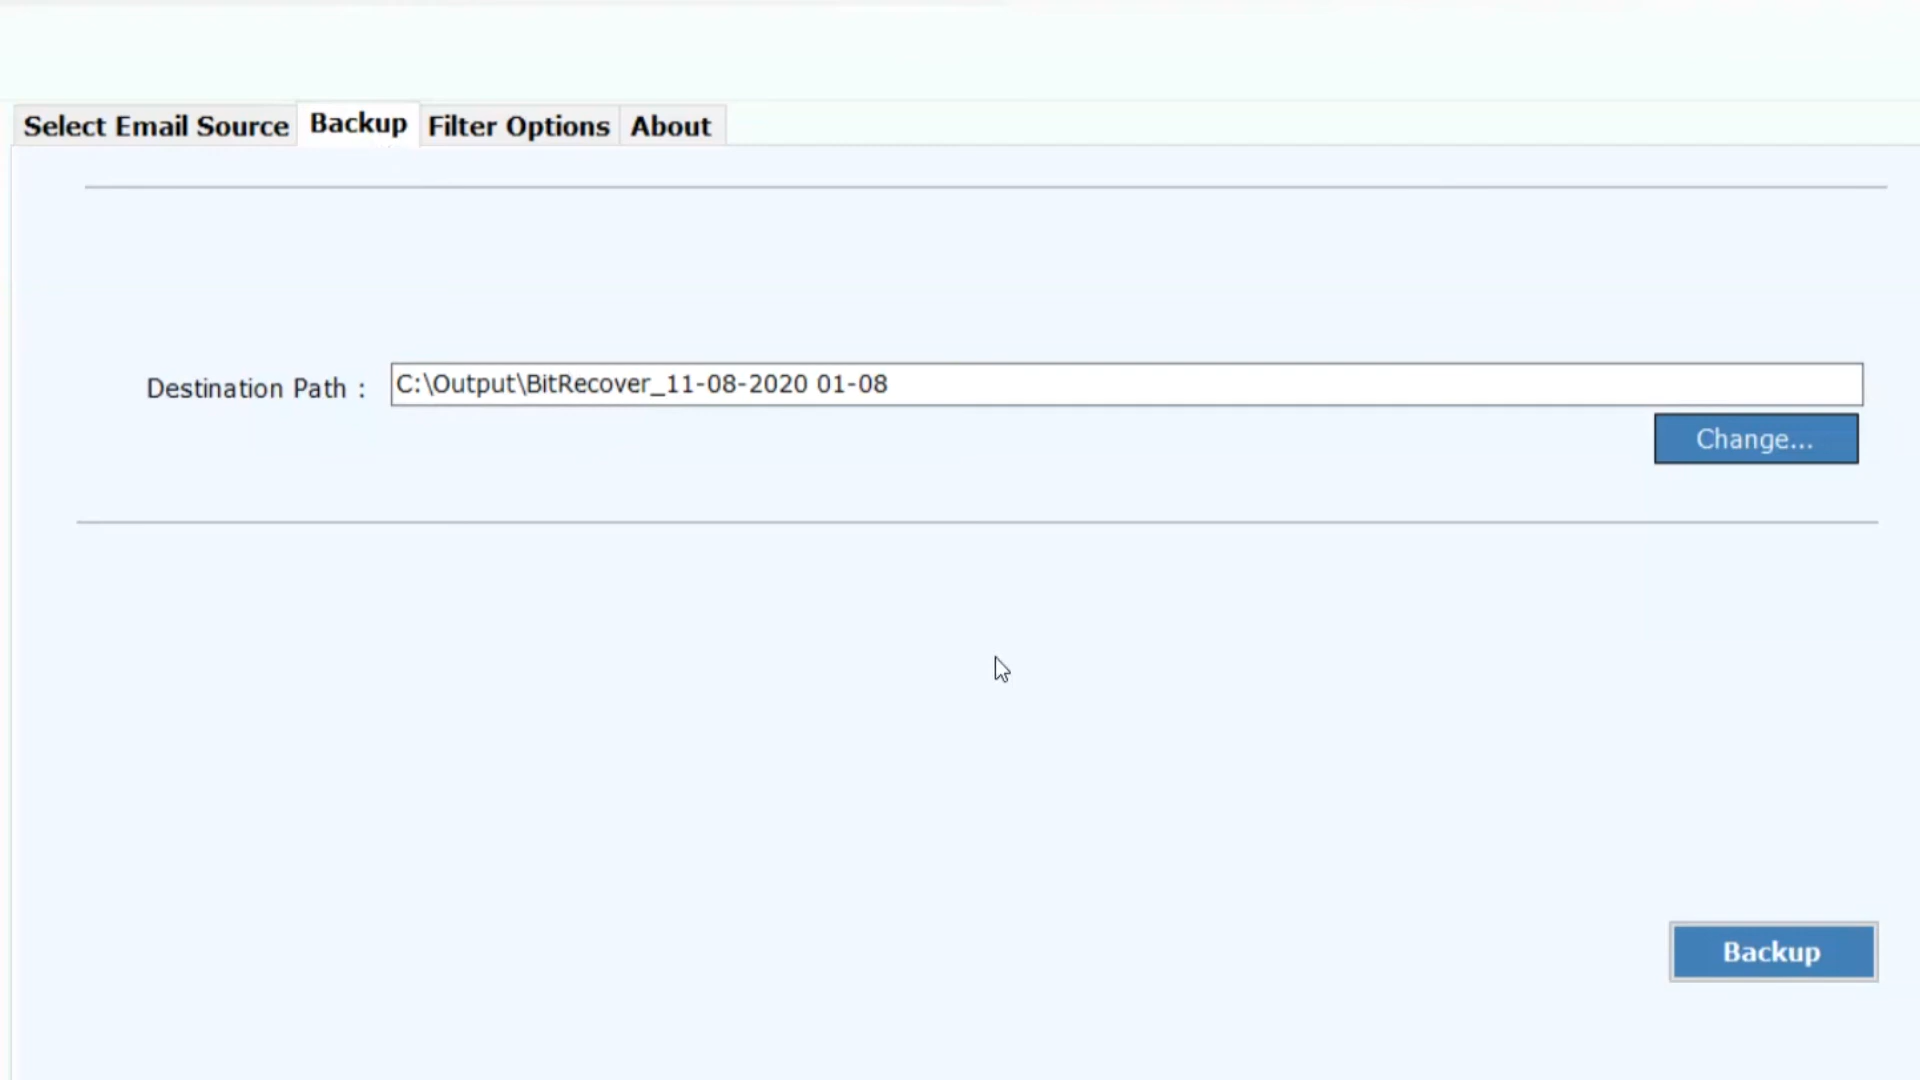 Select Email Source Backup Filter Options About
Destination Path : C:\Output\BitRecover_11-08-2020 01-08
Change...
Backup